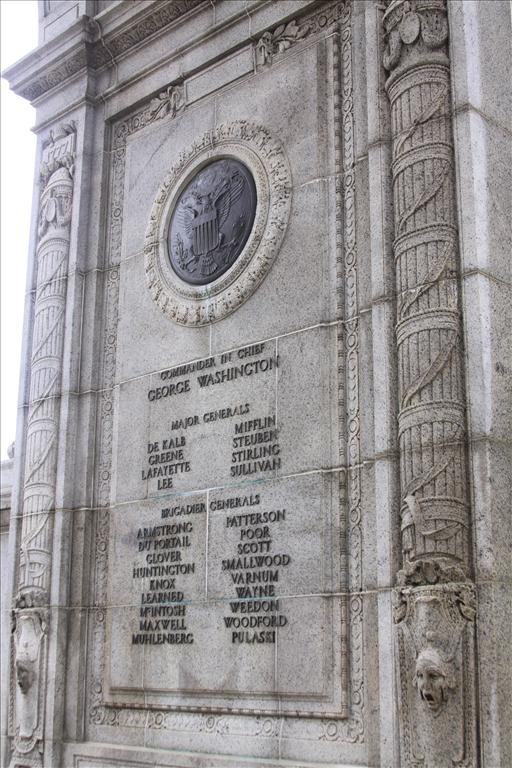 COMMANDER IN CHIEF
GEORGE WASHINGTON
MAJOR GENERALS
DE KALB
GREENE
LAFAYETTE
LEE
MIFFLIN
STEUBEN
STIRLING
SULLIVAN
BRIGADIER GENERALS
ARMSTRONG
DU PORTAIL
GLOVER
HUNTINGTON
KNOX
LEARNED
McINTOSH
MAXWELL
MUHLENBERG
PATTERSON
POOR
SCOTT
SMALLWOOD
VARNUM
WAYNE
WEEDON
WOODFORD
PULASKI